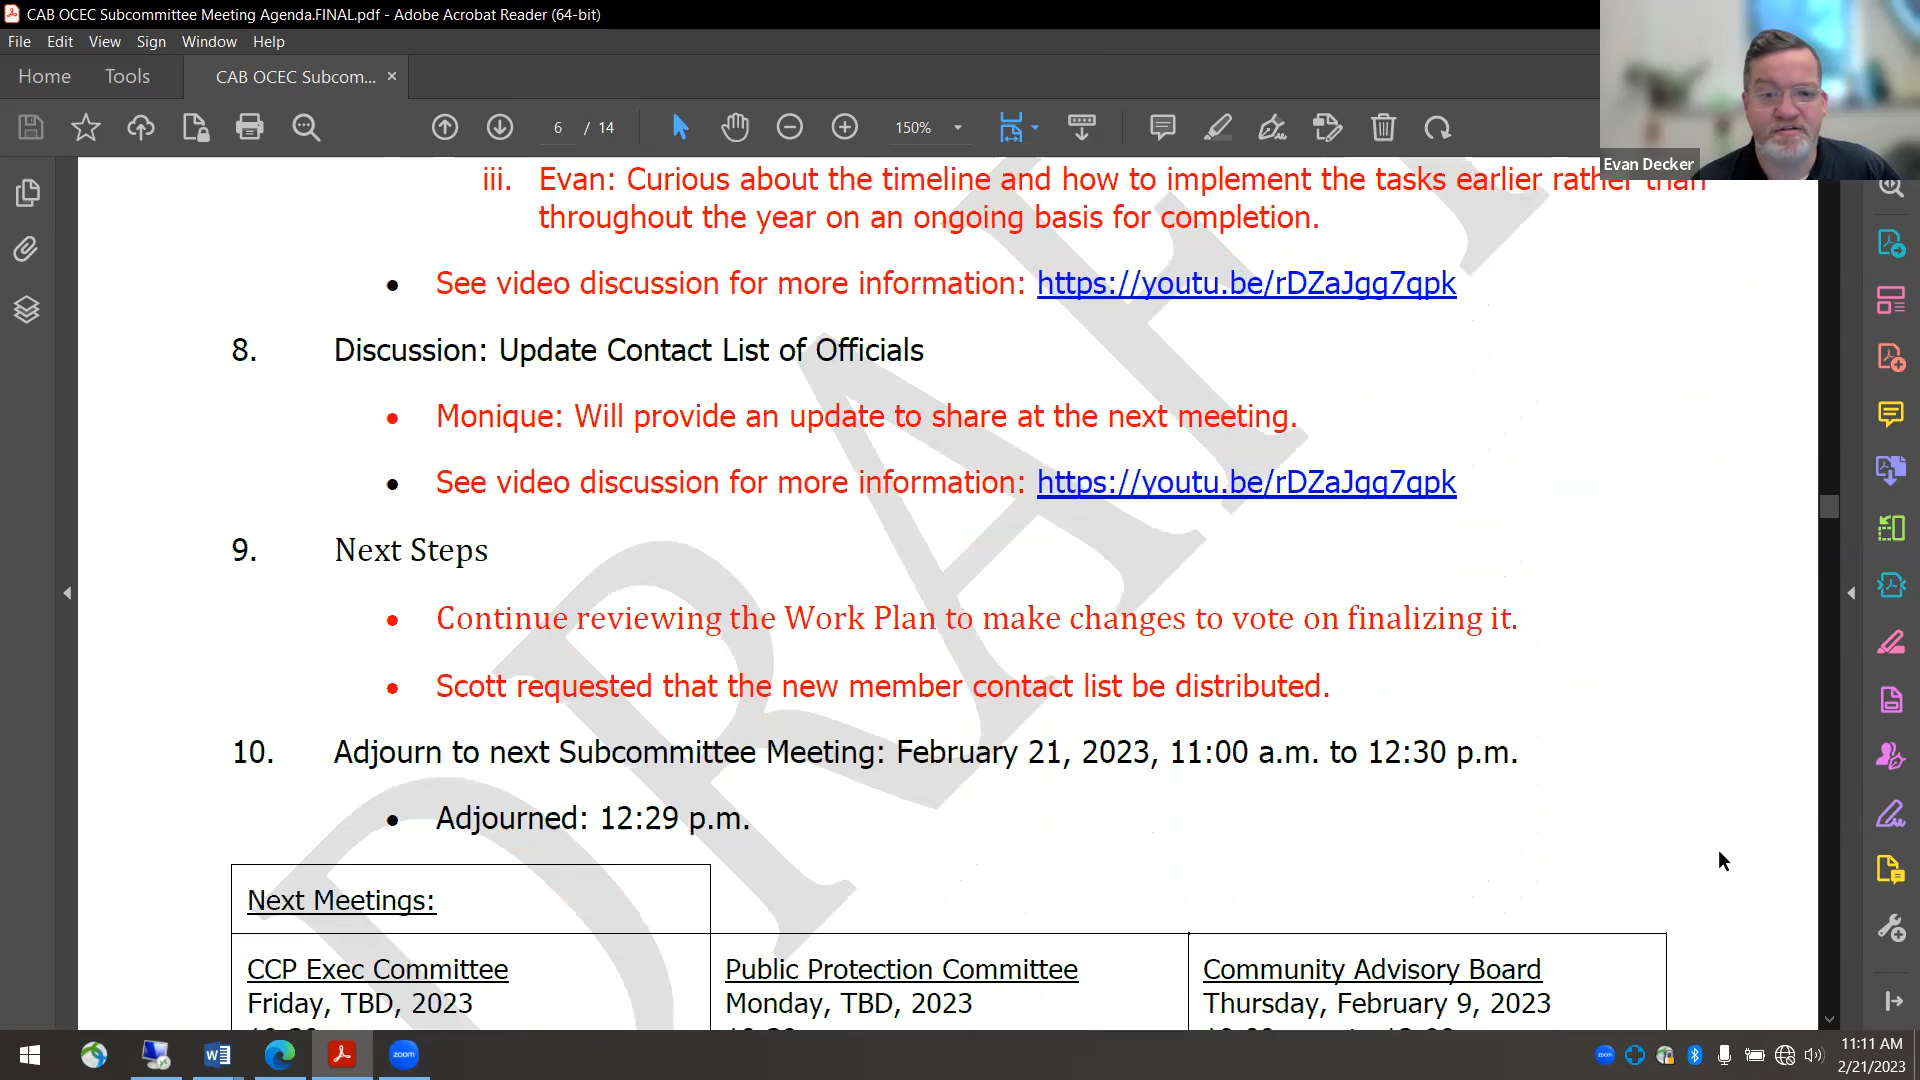 CAB OCEC Subcommittee Meeting Agenda.FINAL.pdf - Adobe Acrobat Reader (64-bit)
File Edit View Sign Window Help
Home Tools CAB OCEC Subcom... ×
6 / 14 150%
Evan Decker
iii. Evan: Curious about the timeline and how to implement the tasks earlier rather than
throughout the year on an ongoing basis for completion.
• See video discussion for more information: https://youtu.be/rDZaJgg7qpk
8. Discussion: Update Contact List of Officials
• Monique: Will provide an update to share at the next meeting.
• See video discussion for more information: https://youtu.be/rDZaJgg7qpk
9. Next Steps
• Continue reviewing the Work Plan to make changes to vote on finalizing it.
• Scott requested that the new member contact list be distributed.
10. Adjourn to next Subcommittee Meeting: February 21, 2023, 11:00 a.m. to 12:30 p.m.
• Adjourned: 12:29 p.m.
Next Meetings:
CCP Exec Committee
Friday, TBD, 2023
Public Protection Committee
Monday, TBD, 2023
Community Advisory Board
Thursday, February 9, 2023
DRAFT
zoom
zoom
11:11 AM
2/21/2023